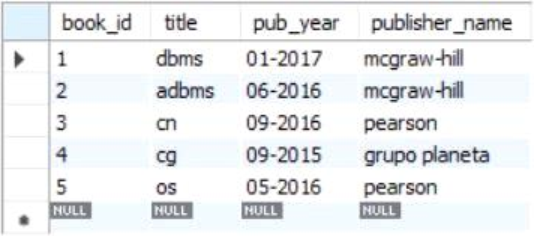 book_id title pub_year publisher_name
1 dbms 01-2017 mcgraw-hill
2 adbms 06-2016 mcgraw-hill
3 cn 09-2016 pearson
4 cg 09-2015 grupo planeta
5 os 05-2016 pearson
NULL NULL NULL NULL